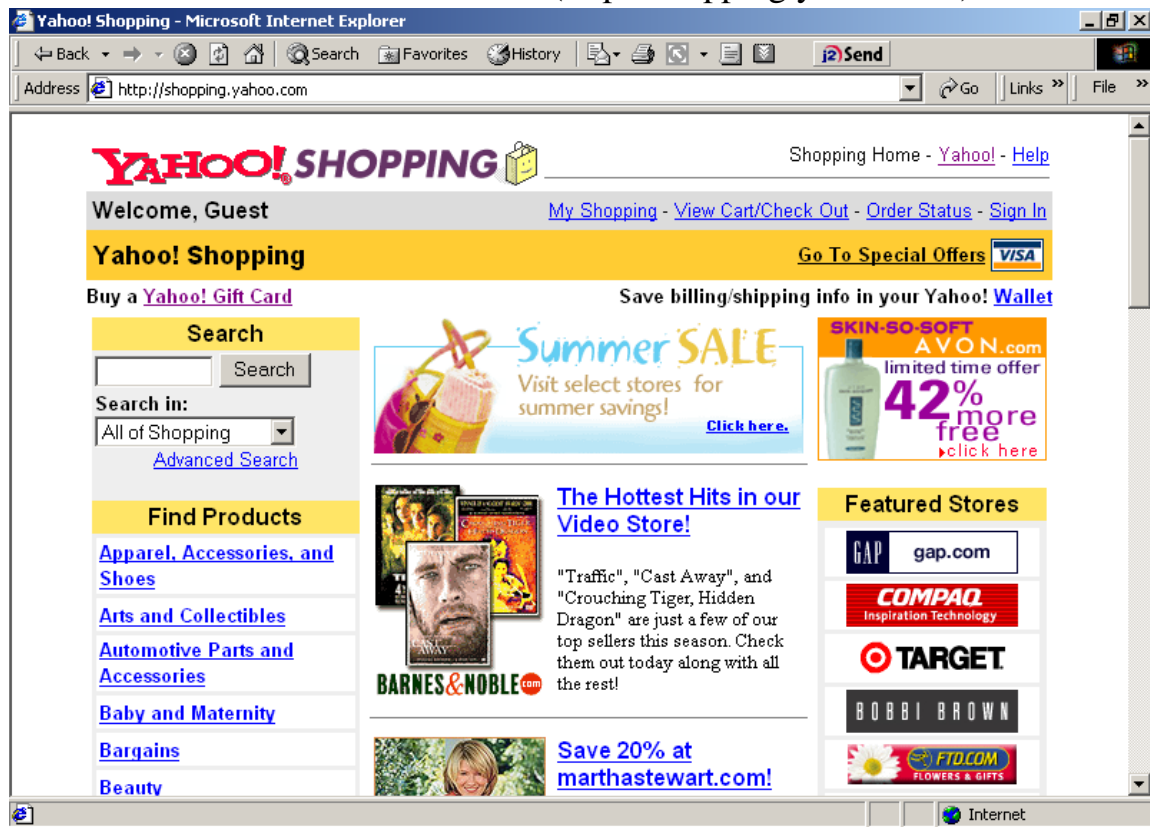 Yahoo! Shopping - Microsoft Internet Explorer
Back Search Favorites History j2 Send
Address http://shopping.yahoo.com Go Links » File »
YAHOO! SHOPPING
Shopping Home - Yahoo! - Help
Welcome, Guest
My Shopping - View Cart/Check Out - Order Status - Sign In
Yahoo! Shopping
Go To Special Offers VISA
Buy a Yahoo! Gift Card
Save billing/shipping info in your Yahoo! Wallet
Search
Search
Search in:
All of Shopping
Advanced Search
Find Products
Apparel, Accessories, and
Shoes
Arts and Collectibles
Automotive Parts and
Accessories
Baby and Maternity
Bargains
Beauty
Summer SALE
Visit select stores for
summer savings!
Click here.
The Hottest Hits in our
Video Store!
"Traffic", "Cast Away", and
"Crouching Tiger, Hidden
Dragon" are just a few of our
top sellers this season. Check
them out today along with all
the rest!
CROUCHING TIGER
CAST
AWAY
BARNES&NOBLE.com
Save 20% at
marthastewart.com!
SKIN-SO-SOFT
AVON.com
limited time offer
42%
more
free
click here
Featured Stores
GAP gap.com
COMPAQ
Inspiration Technology
TARGET
BOBBI BROWN
FTD.COM
FLOWERS & GIFTS
Internet